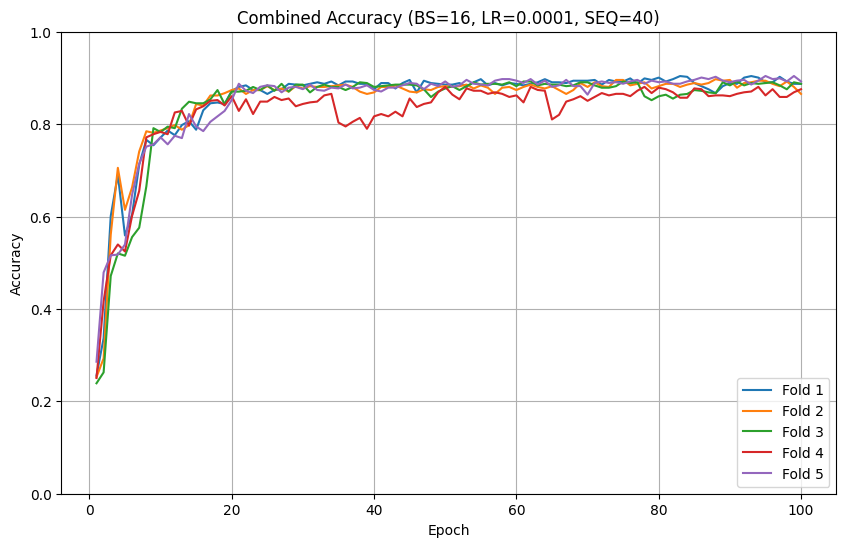 Combined Accuracy (BS=16, LR=0.0001, SEQ=40)
1.0
0.8
0.6
0.4
0.2
0.0
Accuracy
0 20 40 60 80 100
Epoch
Fold 1
Fold 2
Fold 3
Fold 4
Fold 5